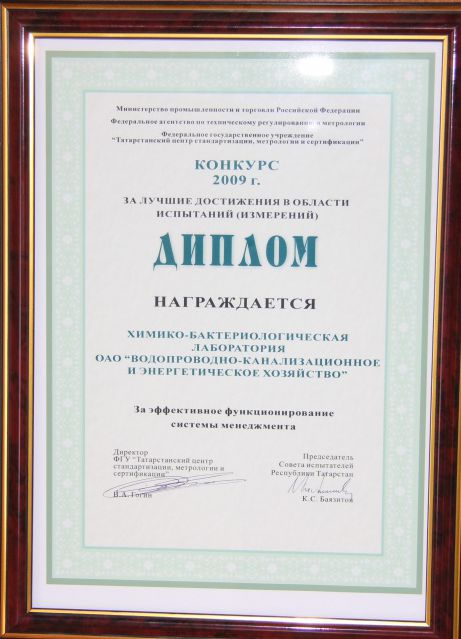 Министерство промышленности и торговли Российской Федерации
Федеральное агентство по техническому регулированию и метрологии
Федеральное государственное учреждение
"Татарстанский центр стандартизации, метрологии и сертификации"
КОНКУРС
2009 г.
ЗА ЛУЧШИЕ ДОСТИЖЕНИЯ В ОБЛАСТИ
ИСПЫТАНИЙ (ИЗМЕРЕНИЙ)
ДИПЛОМ
НАГРАЖДАЕТСЯ
ХИМИКО-БАКТЕРИОЛОГИЧЕСКАЯ
ЛАБОРАТОРИЯ
ОАО "ВОДОПРОВОДНО-КАНАЛИЗАЦИОННОЕ
И ЭНЕРГЕТИЧЕСКОЕ ХОЗЯЙСТВО"
За эффективное функционирование
системы менеджмента
Директор
ФГУ "Татарстанский центр
стандартизации, метрологии и
сертификации"
В.А. Гогин
Председатель
Совета испытателей
Республики Татарстан
К.С. Баязитов